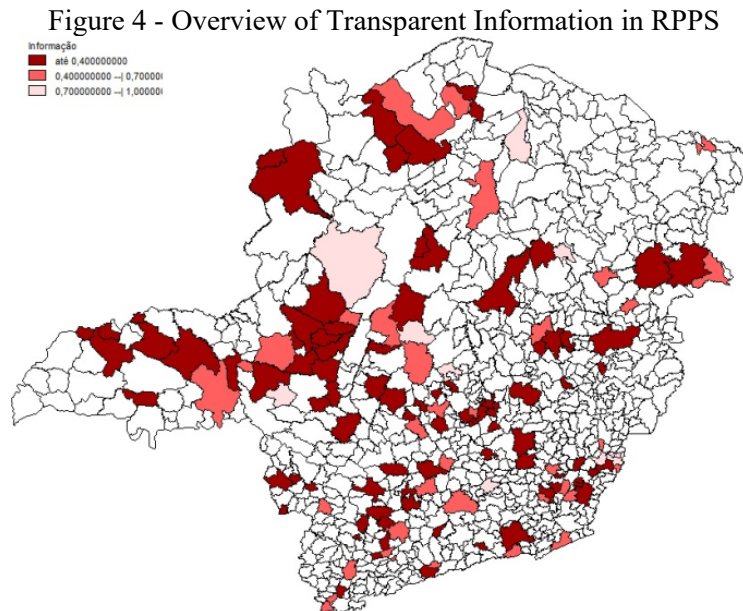 Figure 4 - Overview of Transparent Information in RPPS
Informação
até 0,400000000
0,400000000 --| 0,70000
0,700000000 --| 1,00000